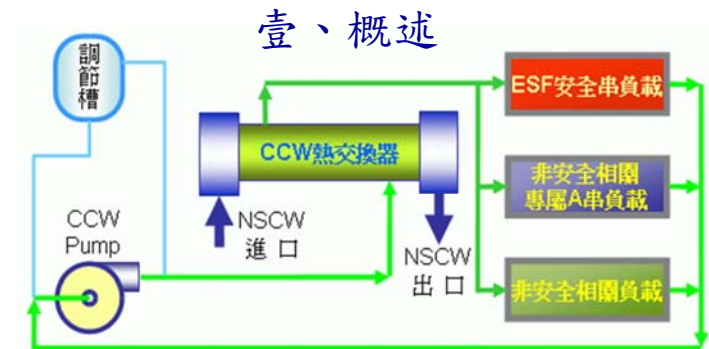 壹、概述
調
節
槽
CCW熱交換器
ESF安全串負載
非安全相關
專屬A串負載
非安全相關負載
CCW
Pump
NSCW
進 口
NSCW
出 口